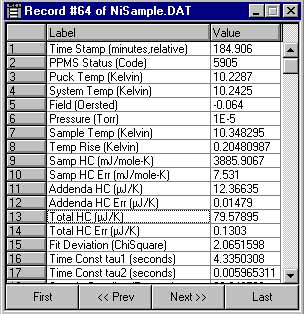 Record #64 of NiSample.DAT
Label Value
1 Time Stamp (minutes,relative) 184.906
2 PPMS Status (Code) 5905
3 Puck Temp (Kelvin) 10.2287
4 System Temp (Kelvin) 10.2425
5 Field (Oersted) -0.064
6 Pressure (Torr) 1E-5
7 Sample Temp (Kelvin) 10.348295
8 Temp Rise (Kelvin) 0.20480987
9 Samp HC (mJ/mole-K) 3885.9067
10 Samp HC Err (mJ/mole-K) 7.531
11 Addenda HC (µJ/K) 12.36635
12 Addenda HC Err (µJ/K) 0.01479
13 Total HC (µJ/K) 79.57895
14 Total HC Err (µJ/K) 0.1303
15 Fit Deviation (ChiSquare) 2.0651598
16 Time Const tau1 (seconds) 4.3350308
17 Time Const tau2 (seconds) 0.005965311
First << Prev Next >> Last